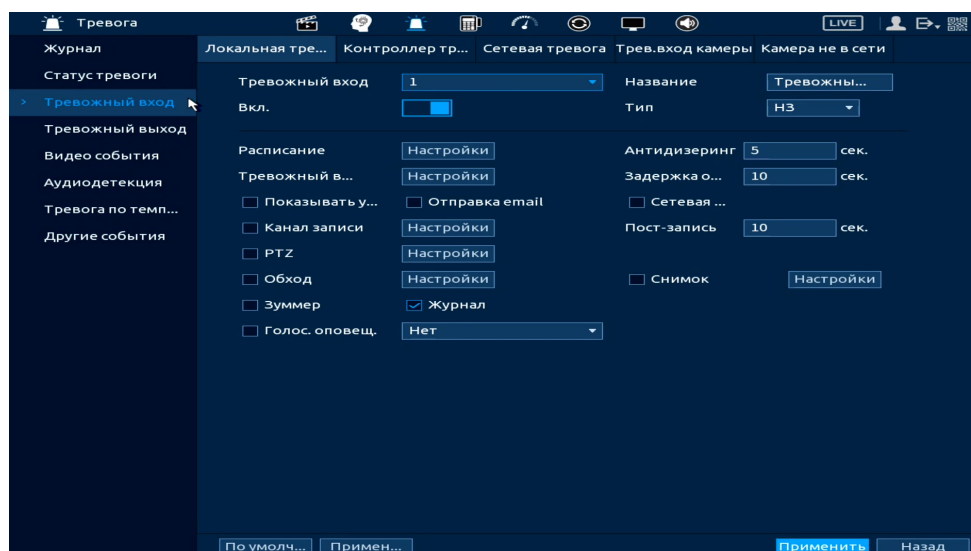 Тревога LIVE
Журнал
Статус тревоги
Тревожный вход
Тревожный выход
Видео события
Аудиодетекция
Тревога по темп...
Другие события
Локальная тре... Контроллер тр... Сетевая тревога Трев.вход камеры Камера не в сети
Тревожный вход 1 Название Тревожны...
Вкл. Тип НЗ
Расписание Настройки Антидизеринг 5 сек.
Тревожный в... Настройки Задержка о... 10 сек.
Показывать у... Отправка email Сетевая ...
Канал записи Настройки Пост-запись 10 сек.
PTZ Настройки
Обход Настройки Снимок Настройки
Зуммер Журнал
Голос. оповещ. Нет
По умолч... Примен... Применить Назад